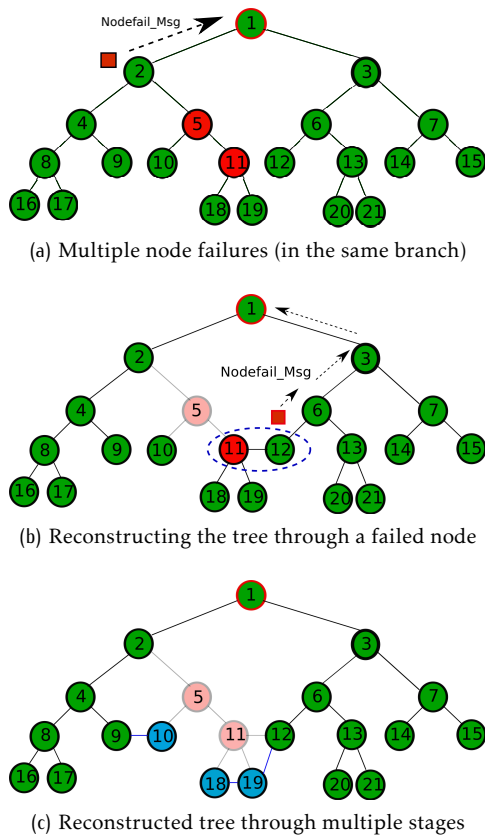 Nodefail_Msg
1
2 3
4 5 6 7
8 9 10 11 12 13 14 15
16 17 18 19 20 21
(a) Multiple node failures (in the same branch)
1
2 3
Nodefail_Msg
4 5 6 7
8 9 10 11 12 13 14 15
16 17 18 19 20 21
(b) Reconstructing the tree through a failed node
1
2 3
4 5 6 7
8 9 10 11 12 13 14 15
16 17 18 19 20 21
(c) Reconstructed tree through multiple stages